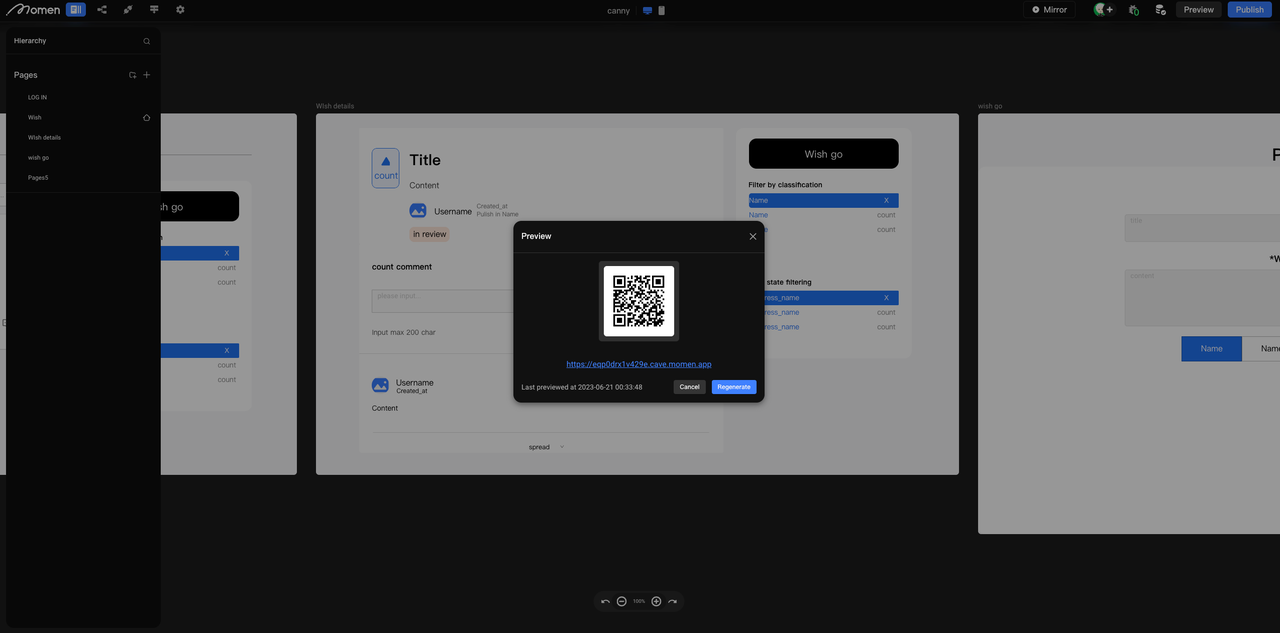 Momen
canny
Mirror
Preview
Publish
Hierarchy
Pages
LOG IN
Wish
Wish details
wish go
Pages5
sh go
X
count
count
X
count
count
Wish details
Title
count
Content
Username
Created_at
Pulish in Name
in review
count comment
please input...
Input max 200 char
Username
Created_at
Content
spread
Wish go
Filter by classification
Name X
Name count
count
state filtering
ress_name X
ress_name count
ress_name count
Preview
https://eqp0drx1v429e.cave.momen.app
Last previewed at 2023-06-21 00:33:48
Cancel
Regenerate
wish go
title
*W
content
Name
Name
100%